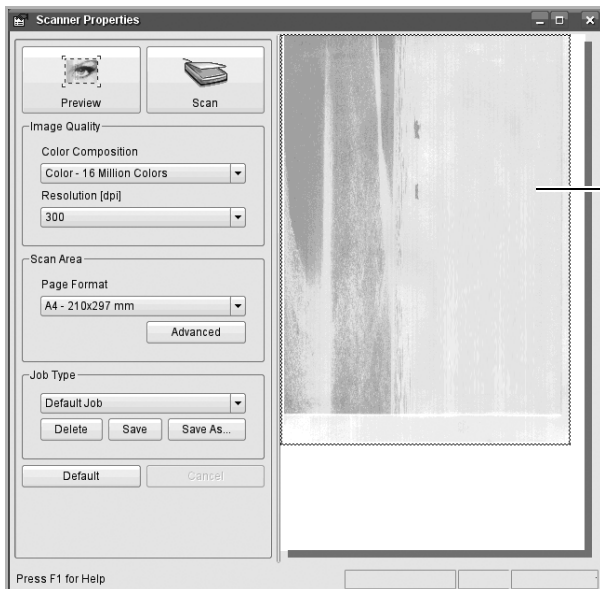 Scanner Properties
Preview Scan
Image Quality
Color Composition
Color - 16 Million Colors
Resolution [dpi]
300
Scan Area
Page Format
A4 - 210x297 mm
Advanced
Job Type
Default Job
Delete Save Save As...
Default Cancel
Press F1 for Help